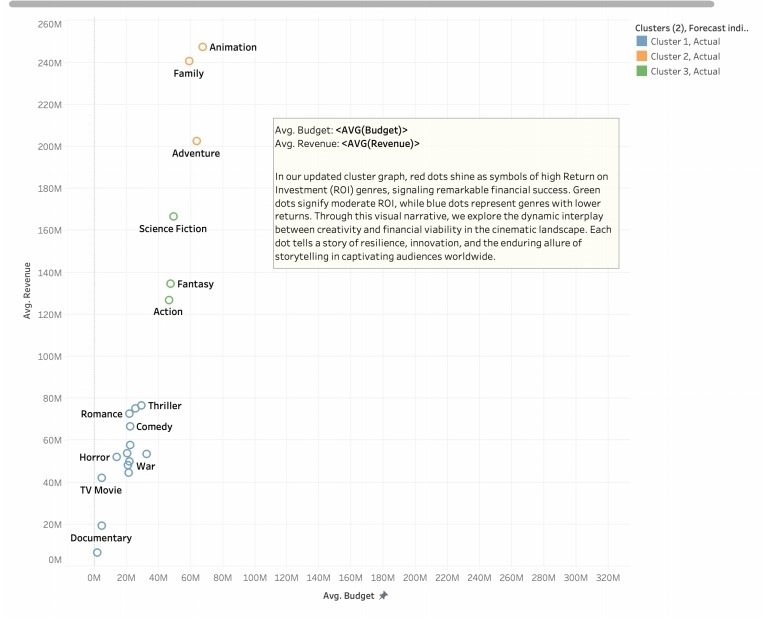 260M
240M
220M
200M
180M
160M
140M
120M
100M
80M
60M
40M
20M
0M
Avg. Revenue
Animation
Family
Adventure
Science Fiction
Fantasy
Action
Thriller
Romance
Comedy
Horror
War
TV Movie
Documentary
Avg. Budget: <AVG(Budget)>
Avg. Revenue: <AVG(Revenue)>
In our updated cluster graph, red dots shine as symbols of high Return on
Investment (ROI) genres, signaling remarkable financial success. Green
dots signify moderate ROI, while blue dots represent genres with lower
returns. Through this visual narrative, we explore the dynamic interplay
between creativity and financial viability in the cinematic landscape. Each
dot tells a story of resilience, innovation, and the enduring allure of
storytelling in captivating audiences worldwide.
Clusters (2), Forecast indi..
Cluster 1, Actual
Cluster 2, Actual
Cluster 3, Actual
0M 20M 40M 60M 80M 100M 120M 140M 160M 180M 200M 220M 240M 260M 280M 300M 320M
Avg. Budget